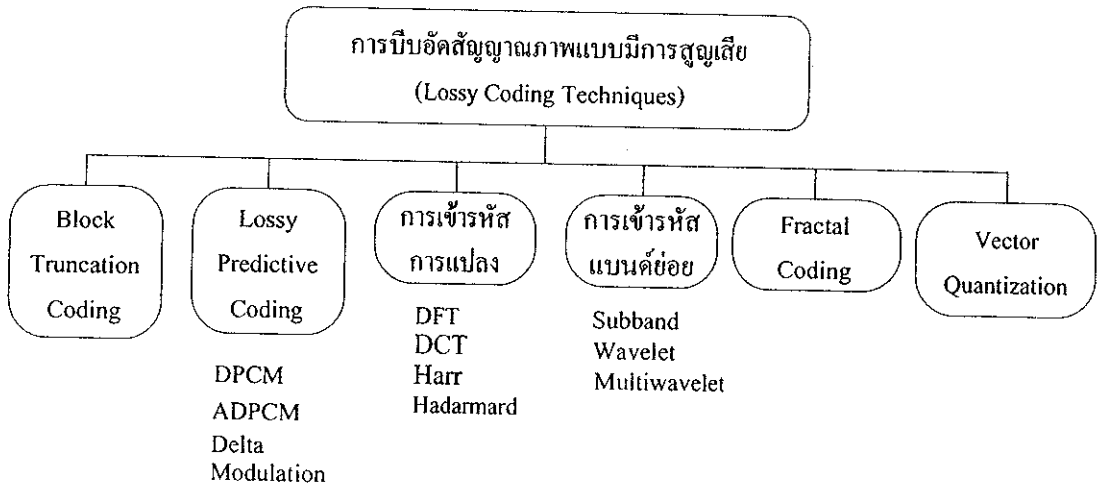 การบีบอัดสัญญาณภาพแบบมีการสูญเสีย
(Lossy Coding Techniques)
Block
Truncation
Coding
Lossy
Predictive
Coding
DPCM
ADPCM
Delta
Modulation
การเข้ารหัส
การแปลง
DFT
DCT
Harr
Hadarmard
การเข้ารหัส
แบนด์ย่อย
Subband
Wavelet
Multiwavelet
Fractal
Coding
Vector
Quantization